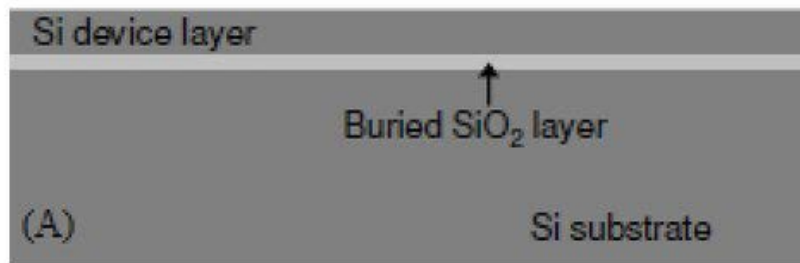 Si device layer
Buried SiO₂ layer
(A)
Si substrate